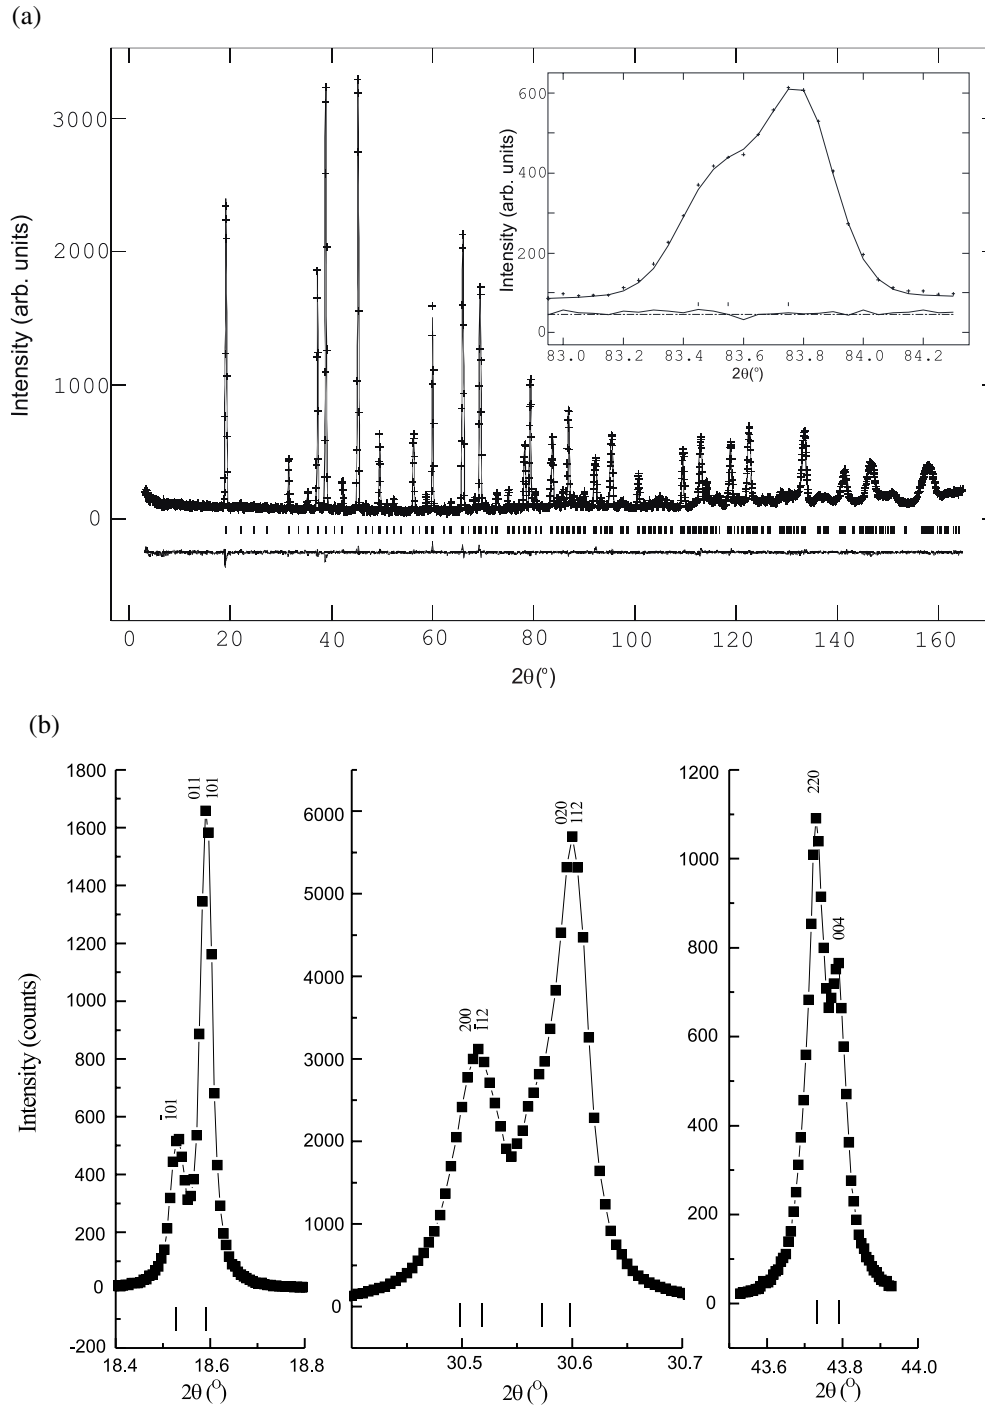 (a)
Intensity (arb. units)
3000
2000
1000
0
0 20 40 60 80 100 120 140 160
2θ(°)
Intensity (arb. units)
600
400
200
0
83.0 83.2 83.4 83.6 83.8 84.0 84.2
2θ(°)
(b)
Intensity (counts)
1800
1600
1400
1200
1000
800
600
400
200
0
-200
1̄01
011
101
18.4 18.6 18.8
2θ(O)
6000
5000
4000
3000
2000
1000
0
200
1̄12
020
112
30.5 30.6 30.7
2θ(O)
1200
1000
800
600
400
200
0
220
004
43.6 43.8 44.0
2θ(O)